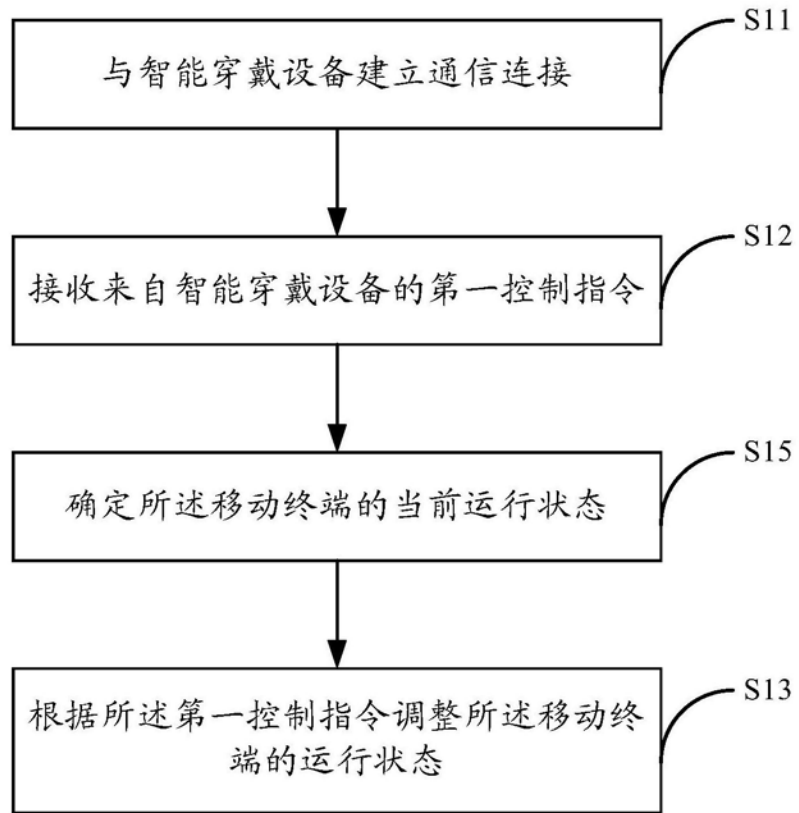 S11
与智能穿戴设备建立通信连接
S12
接收来自智能穿戴设备的第一控制指令
S15
确定所述移动终端的当前运行状态
S13
根据所述第一控制指令调整所述移动终
端的运行状态